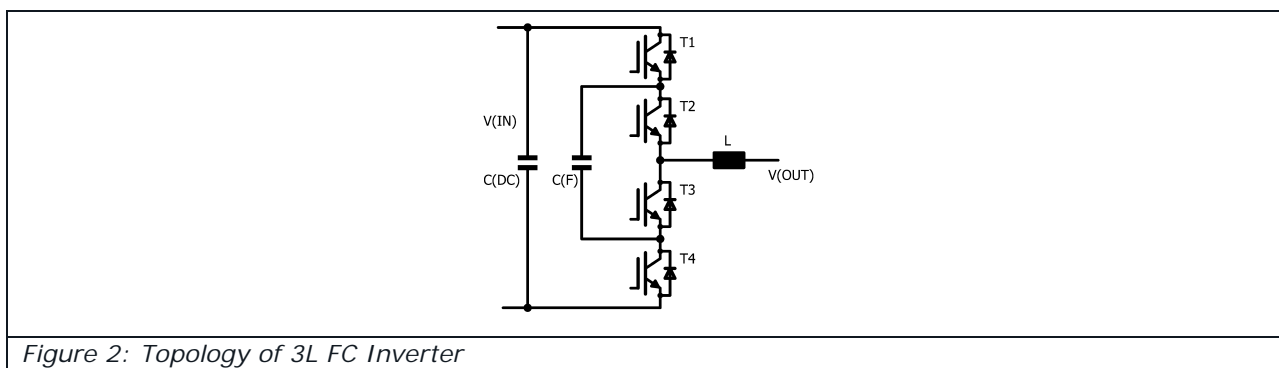 T1
T2
V(IN)
L
C(DC)
C(F)
V(OUT)
T3
T4
Figure 2: Topology of 3L FC Inverter